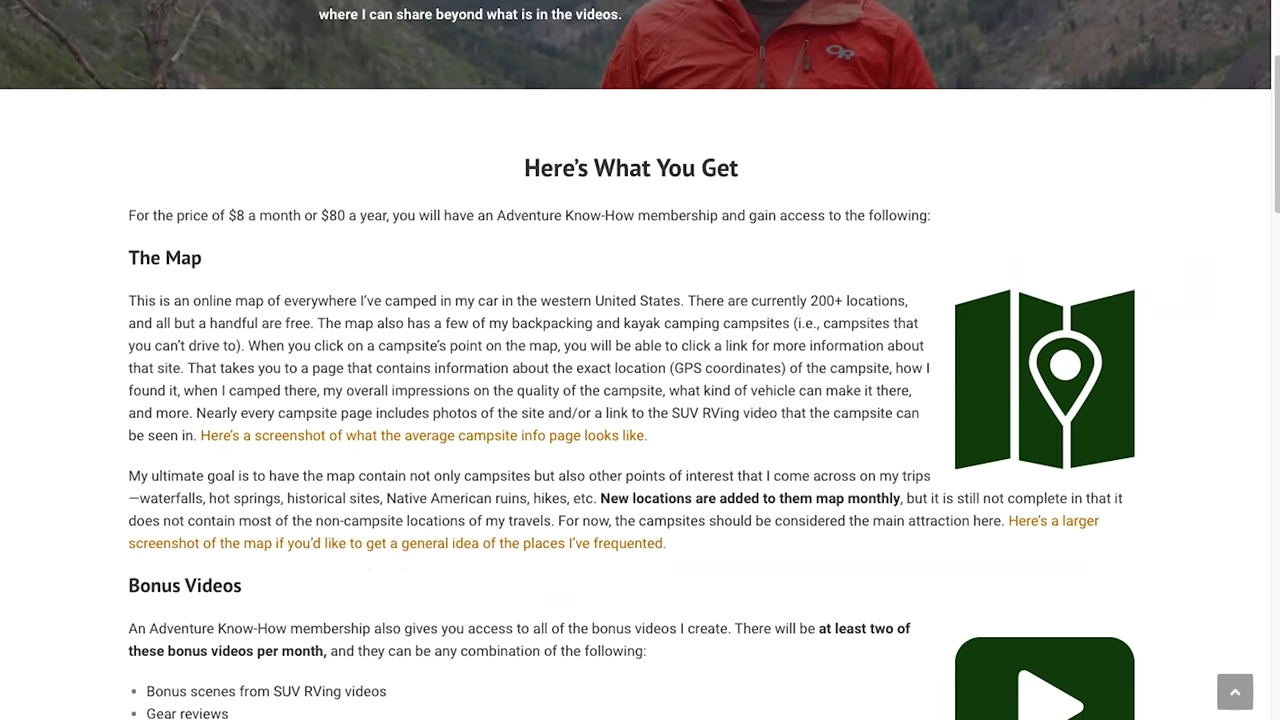 where I can share beyond what is in the videos.
OR
Here's What You Get
For the price of $8 a month or $80 a year, you will have an Adventure Know-How membership and gain access to the following:
The Map
This is an online map of everywhere I've camped in my car in the western United States. There are currently 200+ locations,
and all but a handful are free. The map also has a few of my backpacking and kayak camping campsites (i.e., campsites that
you can't drive to). When you click on a campsite's point on the map, you will be able to click a link for more information about
that site. That takes you to a page that contains information about the exact location (GPS coordinates) of the campsite, how I
found it, when I camped there, my overall impressions on the quality of the campsite, what kind of vehicle can make it there,
and more. Nearly every campsite page includes photos of the site and/or a link to the SUV RVing video that the campsite can
be seen in. Here's a screenshot of what the average campsite info page looks like.
My ultimate goal is to have the map contain not only campsites but also other points of interest that I come across on my trips
—waterfalls, hot springs, historical sites, Native American ruins, hikes, etc. New locations are added to them map monthly, but it is still not complete in that it
does not contain most of the non-campsite locations of my travels. For now, the campsites should be considered the main attraction here. Here's a larger
screenshot of the map if you'd like to get a general idea of the places I've frequented.
Bonus Videos
An Adventure Know-How membership also gives you access to all of the bonus videos I create. There will be at least two of
these bonus videos per month, and they can be any combination of the following:
• Bonus scenes from SUV RVing videos
• Gear reviews